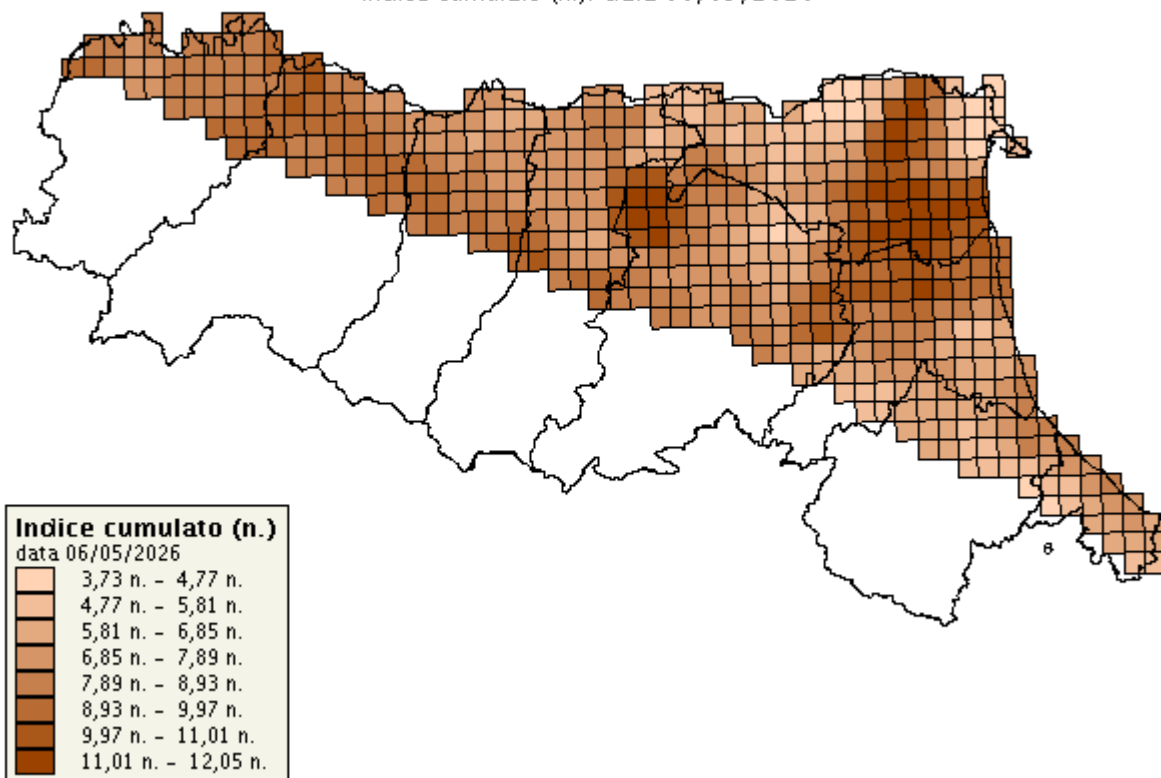 Indice cumulato (n.)
data 06/05/2026
3,73 n. - 4,77 n.
4,77 n. - 5,81 n.
5,81 n. - 6,85 n.
6,85 n. - 7,89 n.
7,89 n. - 8,93 n.
8,93 n. - 9,97 n.
9,97 n. - 11,01 n.
11,01 n. - 12,05 n.